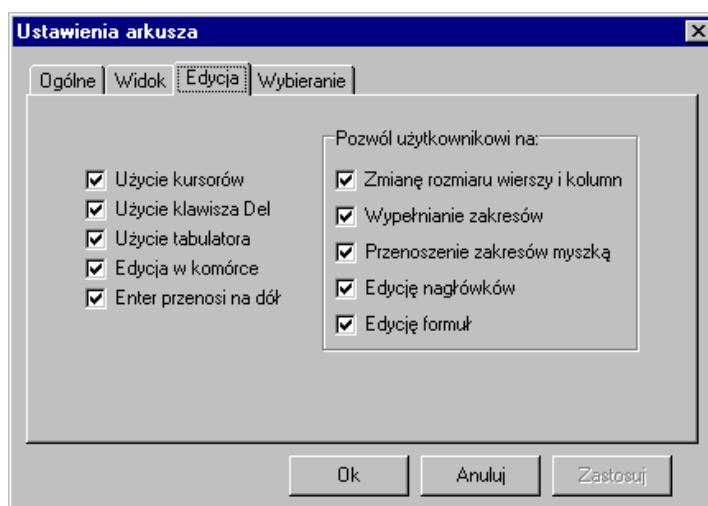 Ustawienia arkusza
Ogólne Widok Edycja Wybieranie
Użycie kursorów
Użycie klawisza Del
Użycie tabulatora
Edycja w komórce
Enter przenosi na dół
Pozwól użytkownikowi na:
Zmianę rozmiaru wierszy i kolumn
Wypełnianie zakresów
Przenoszenie zakresów myszką
Edycję nagłówków
Edycję formuł
Ok Anuluj Zastosuj